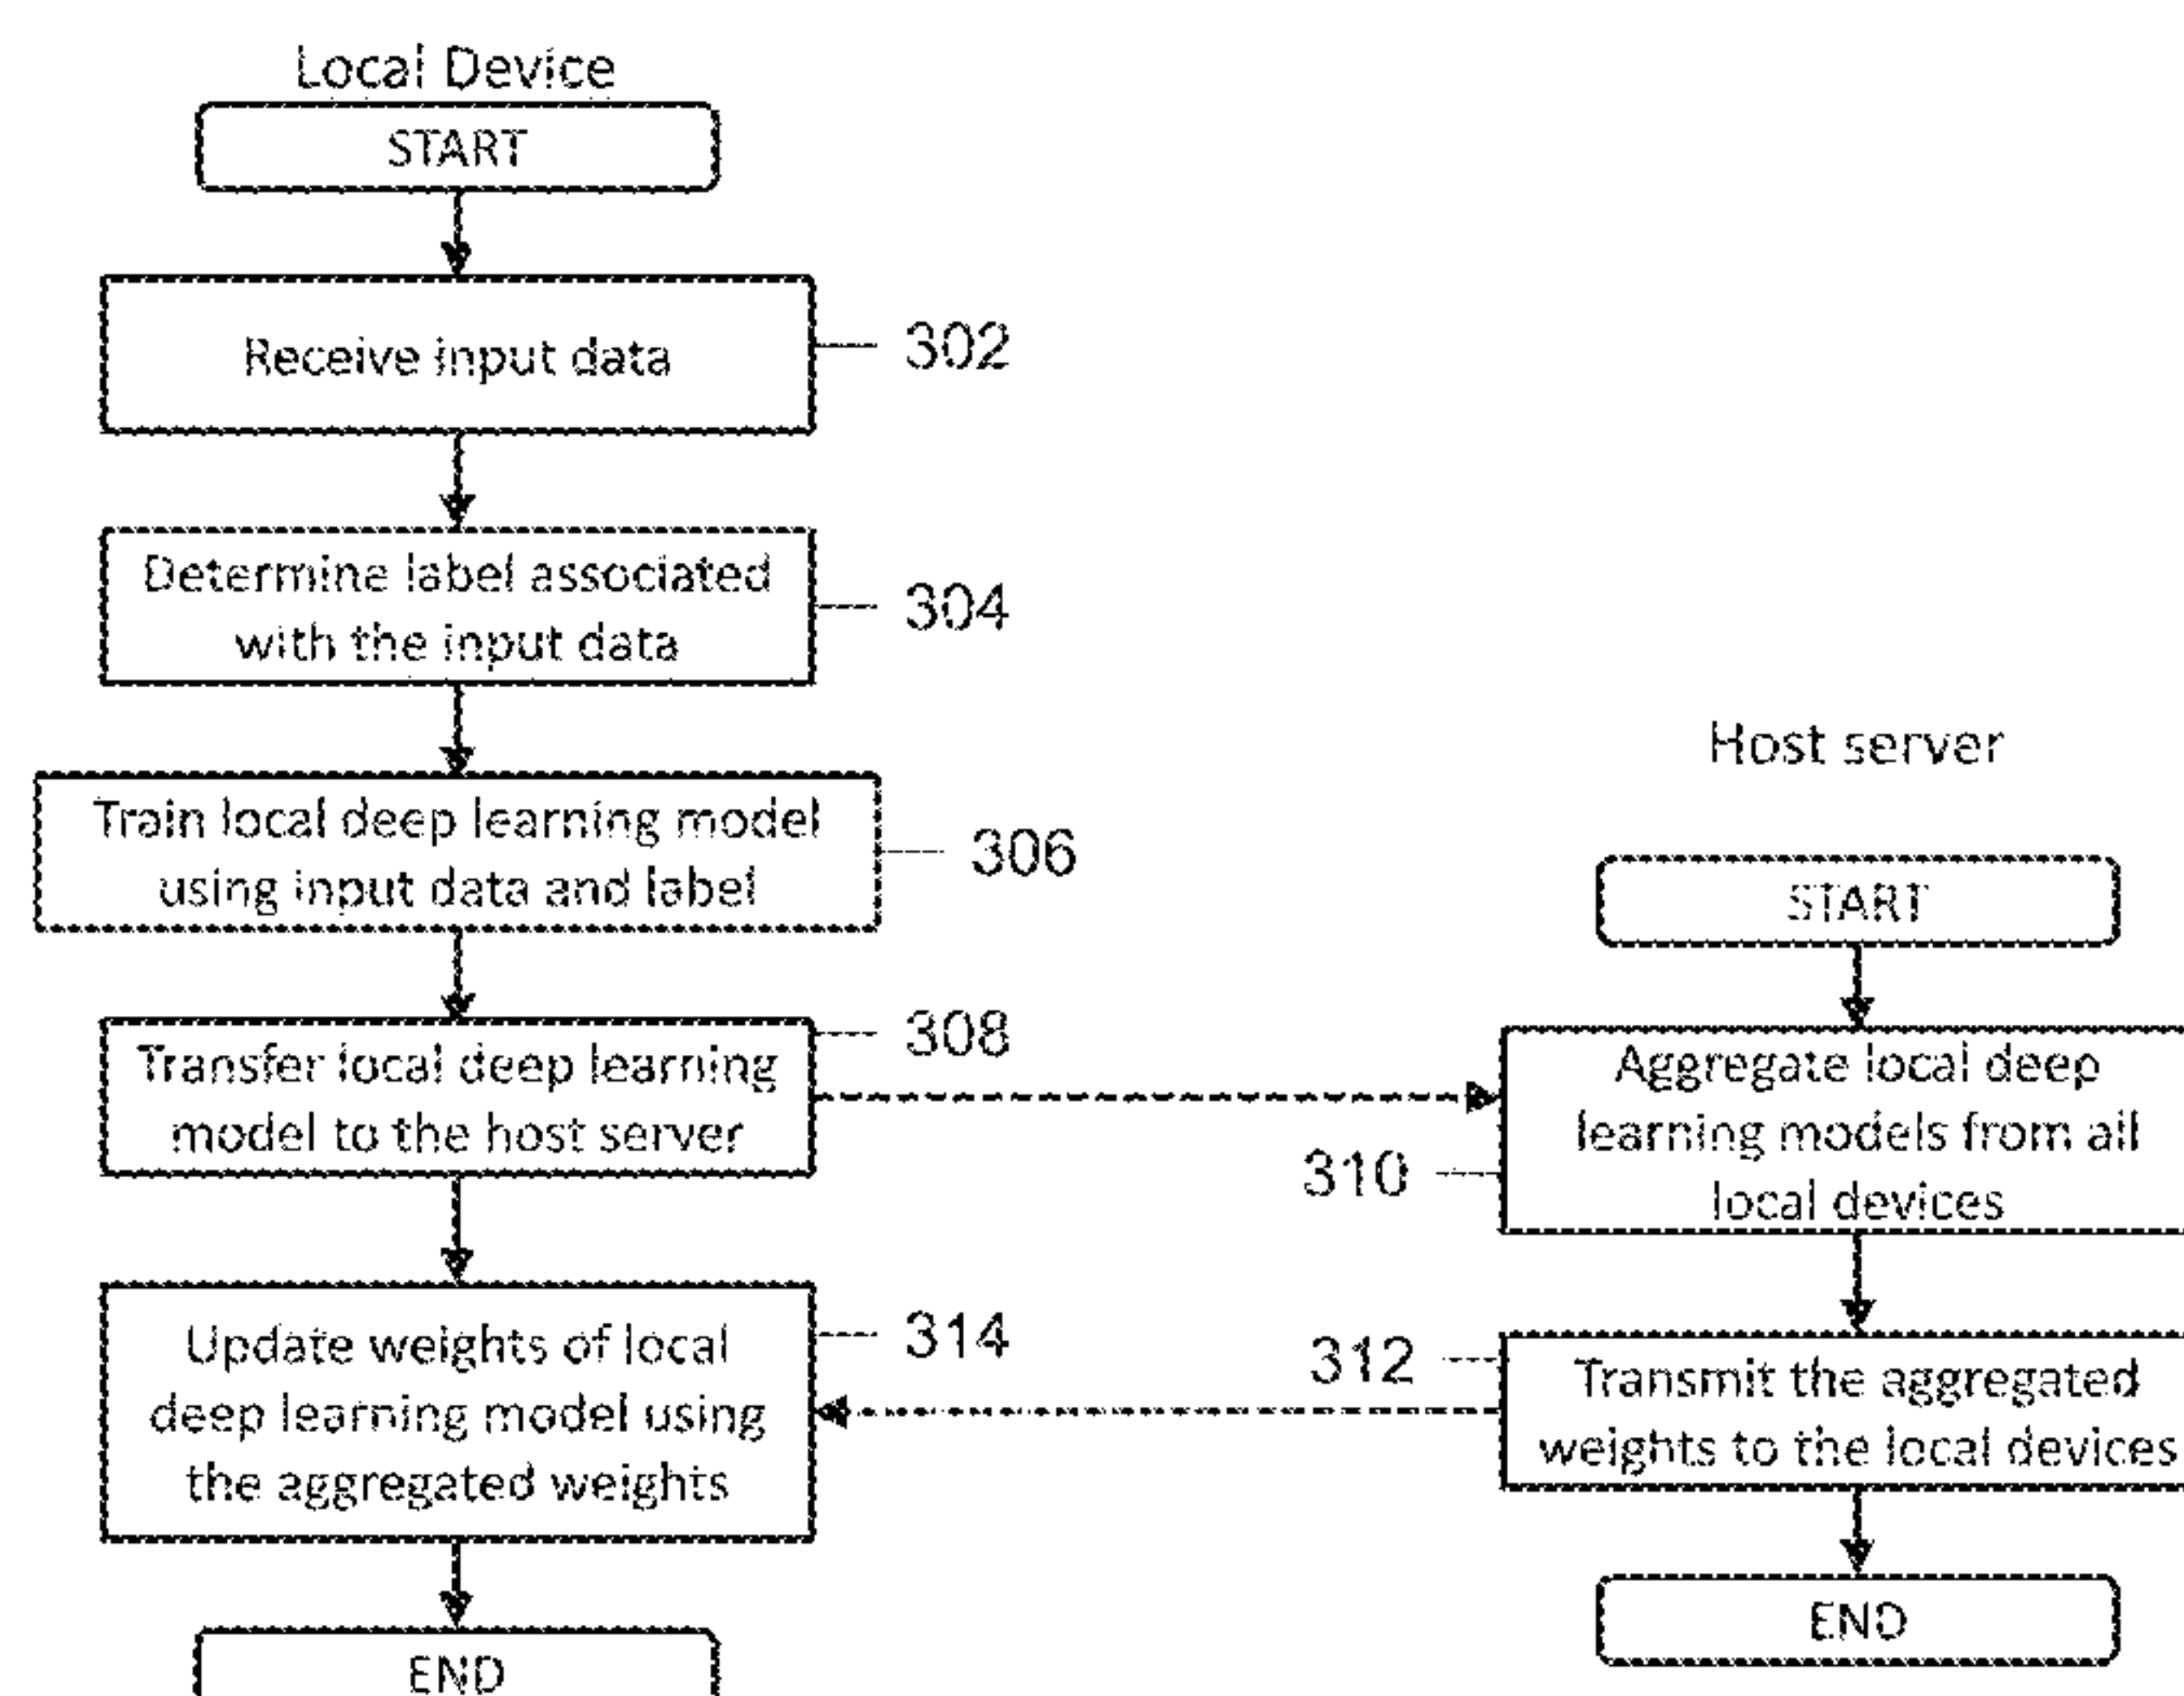 Local Device
START
Receive input data
302
Determine label associated
with the input data
304
Train local deep learning model
using input data and label
306
Transfer local deep learning
model to the host server
308
Update weights of local
deep learning model using
the aggregated weights
314
END
Host server
START
Aggregate local deep
learning models from all
local devices
310
Transmit the aggregated
weights to the local devices
312
END